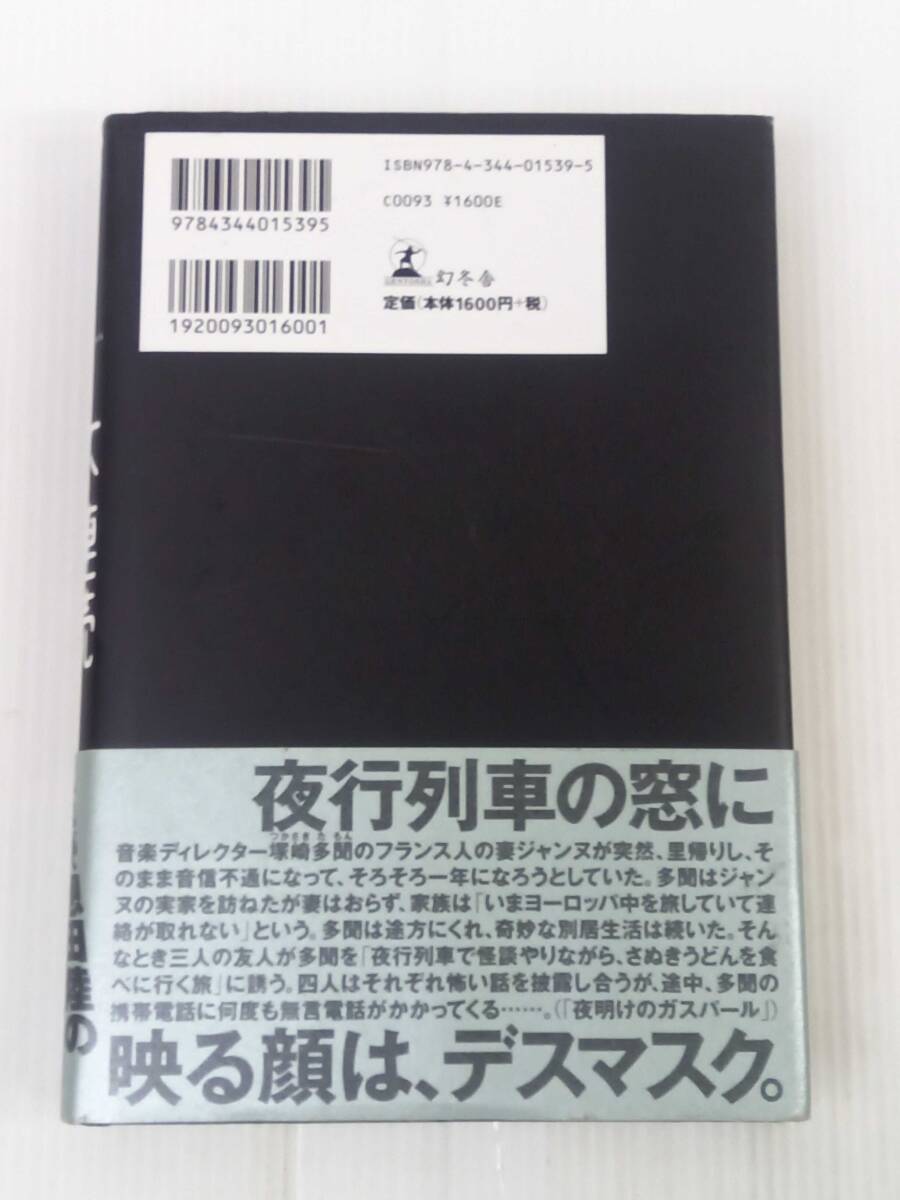 ISBN978-4-344-01539-5
C0093 ¥1600E
9784344015395
幻冬舎
定価(本体1600円+税)
1920093016001
夜行列車の窓に
つかさき た もん
音楽ディレクター塚崎多聞のフランス人の妻ジャンヌが突然、里帰りし、そ
のまま音信不通になって、そろそろ一年になろうとしていた。多聞はジャン
ヌの実家を訪ねたが妻はおらず、家族は「いまヨーロッパ中を旅していて連
絡が取れない」という。多聞は途方にくれ、奇妙な別居生活は続いた。そん
なとき三人の友人が多聞を「夜行列車で怪談やりながら、さぬきうどんを食
べに行く旅」に誘う。四人はそれぞれ怖い話を披露し合うが、途中、多聞の
携帯電話に何度も無言電話がかかってくる……。(「夜明けのガスパール」)
映る顔は、デスマスク。
田陸の